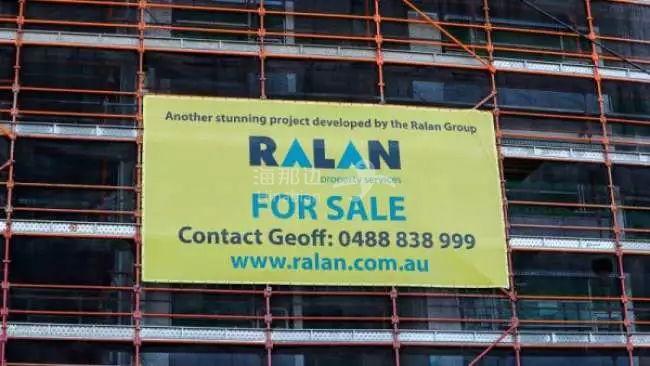 Another stunning project developed by the Ralan Group
RALAN
property services
FOR SALE
Contact Geoff: 0488 838 999
www.ralan.com.au